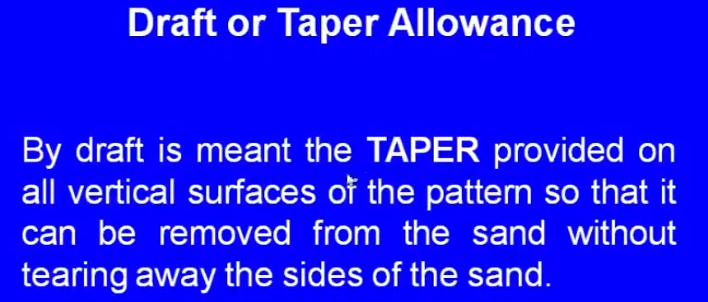 Draft or Taper Allowance
By draft is meant the TAPER provided on
all vertical surfaces of the pattern so that it
can be removed from the sand without
tearing away the sides of the sand.